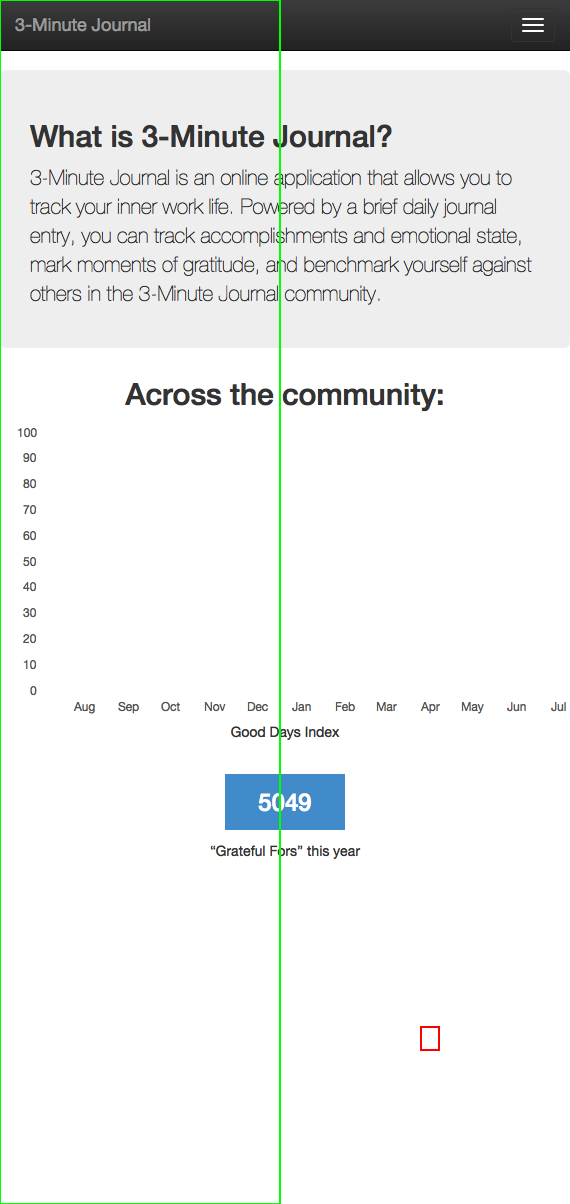 3-Minute Journal
What is 3-Minute Journal?
3-Minute Journal is an online application that allows you to
track your inner work life. Powered by a brief daily journal
entry, you can track accomplishments and emotional state,
mark moments of gratitude, and benchmark yourself against
others in the 3-Minute Journal community.
Across the community:
100
90
80
70
60
50
40
30
20
10
0
Aug Sep Oct Nov Dec Jan Feb Mar Apr May Jun Jul
Good Days Index
5049
“Grateful Fors” this year